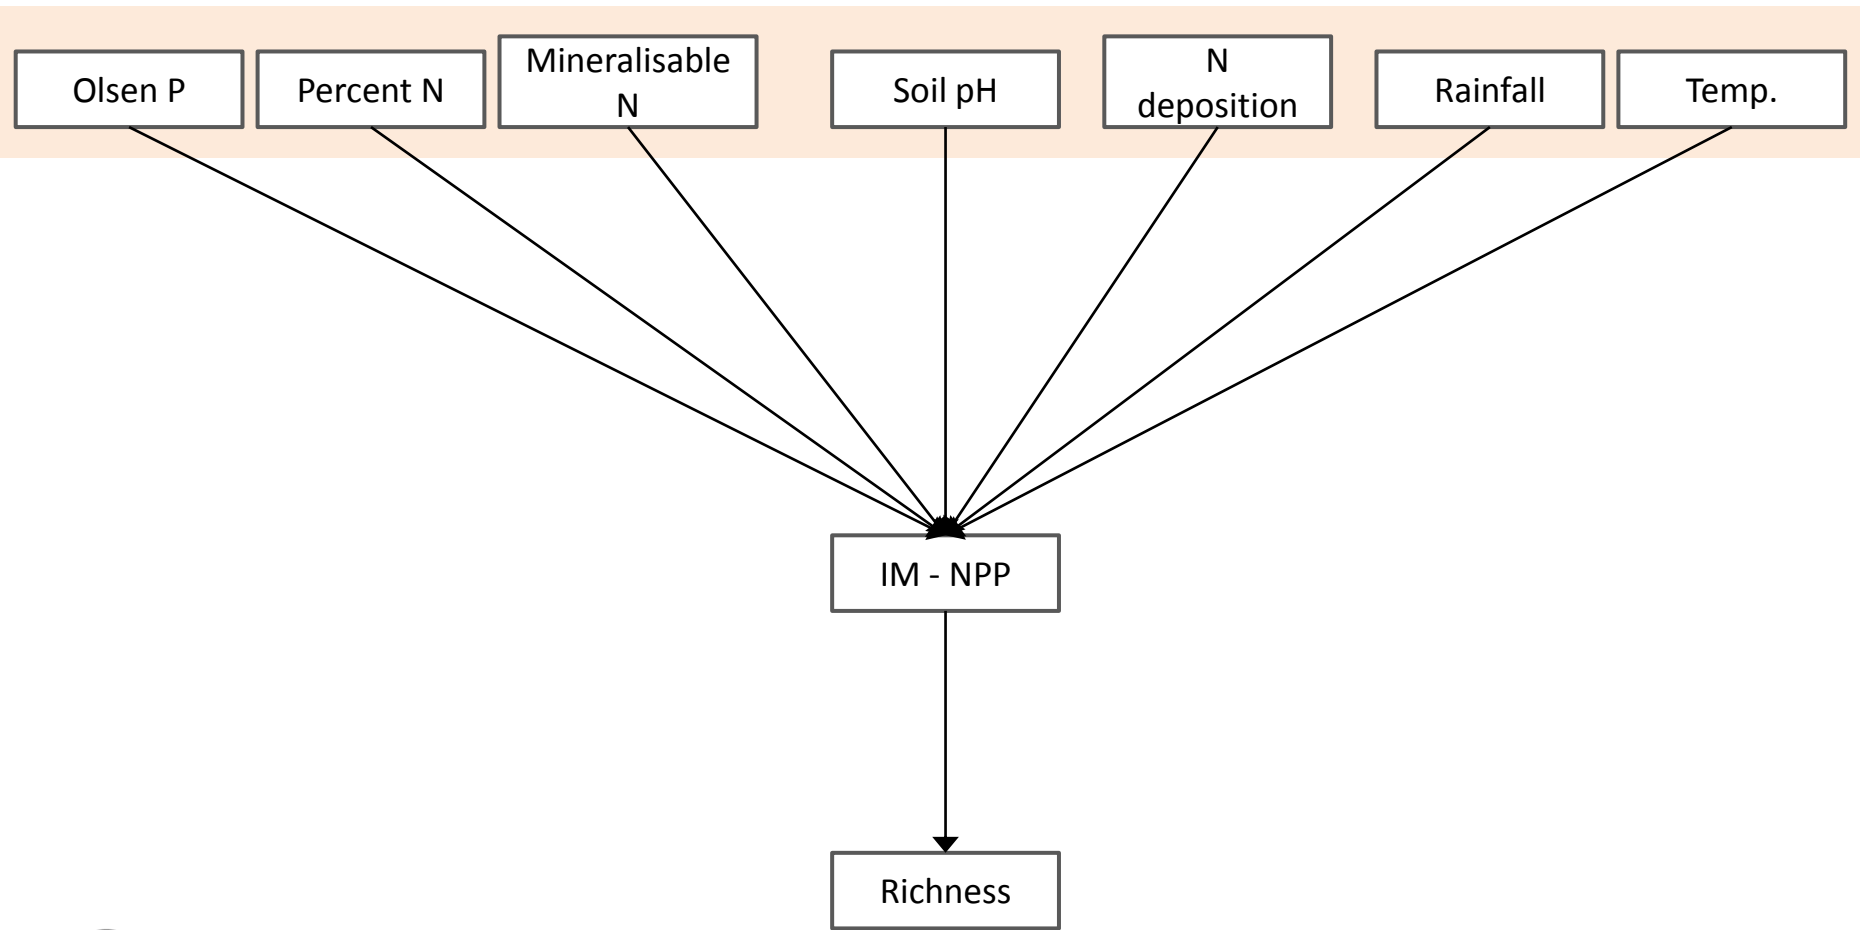 Olsen P
Percent N
Mineralisable
N
Soil pH
N
deposition
Rainfall
Temp.
IM - NPP
Richness